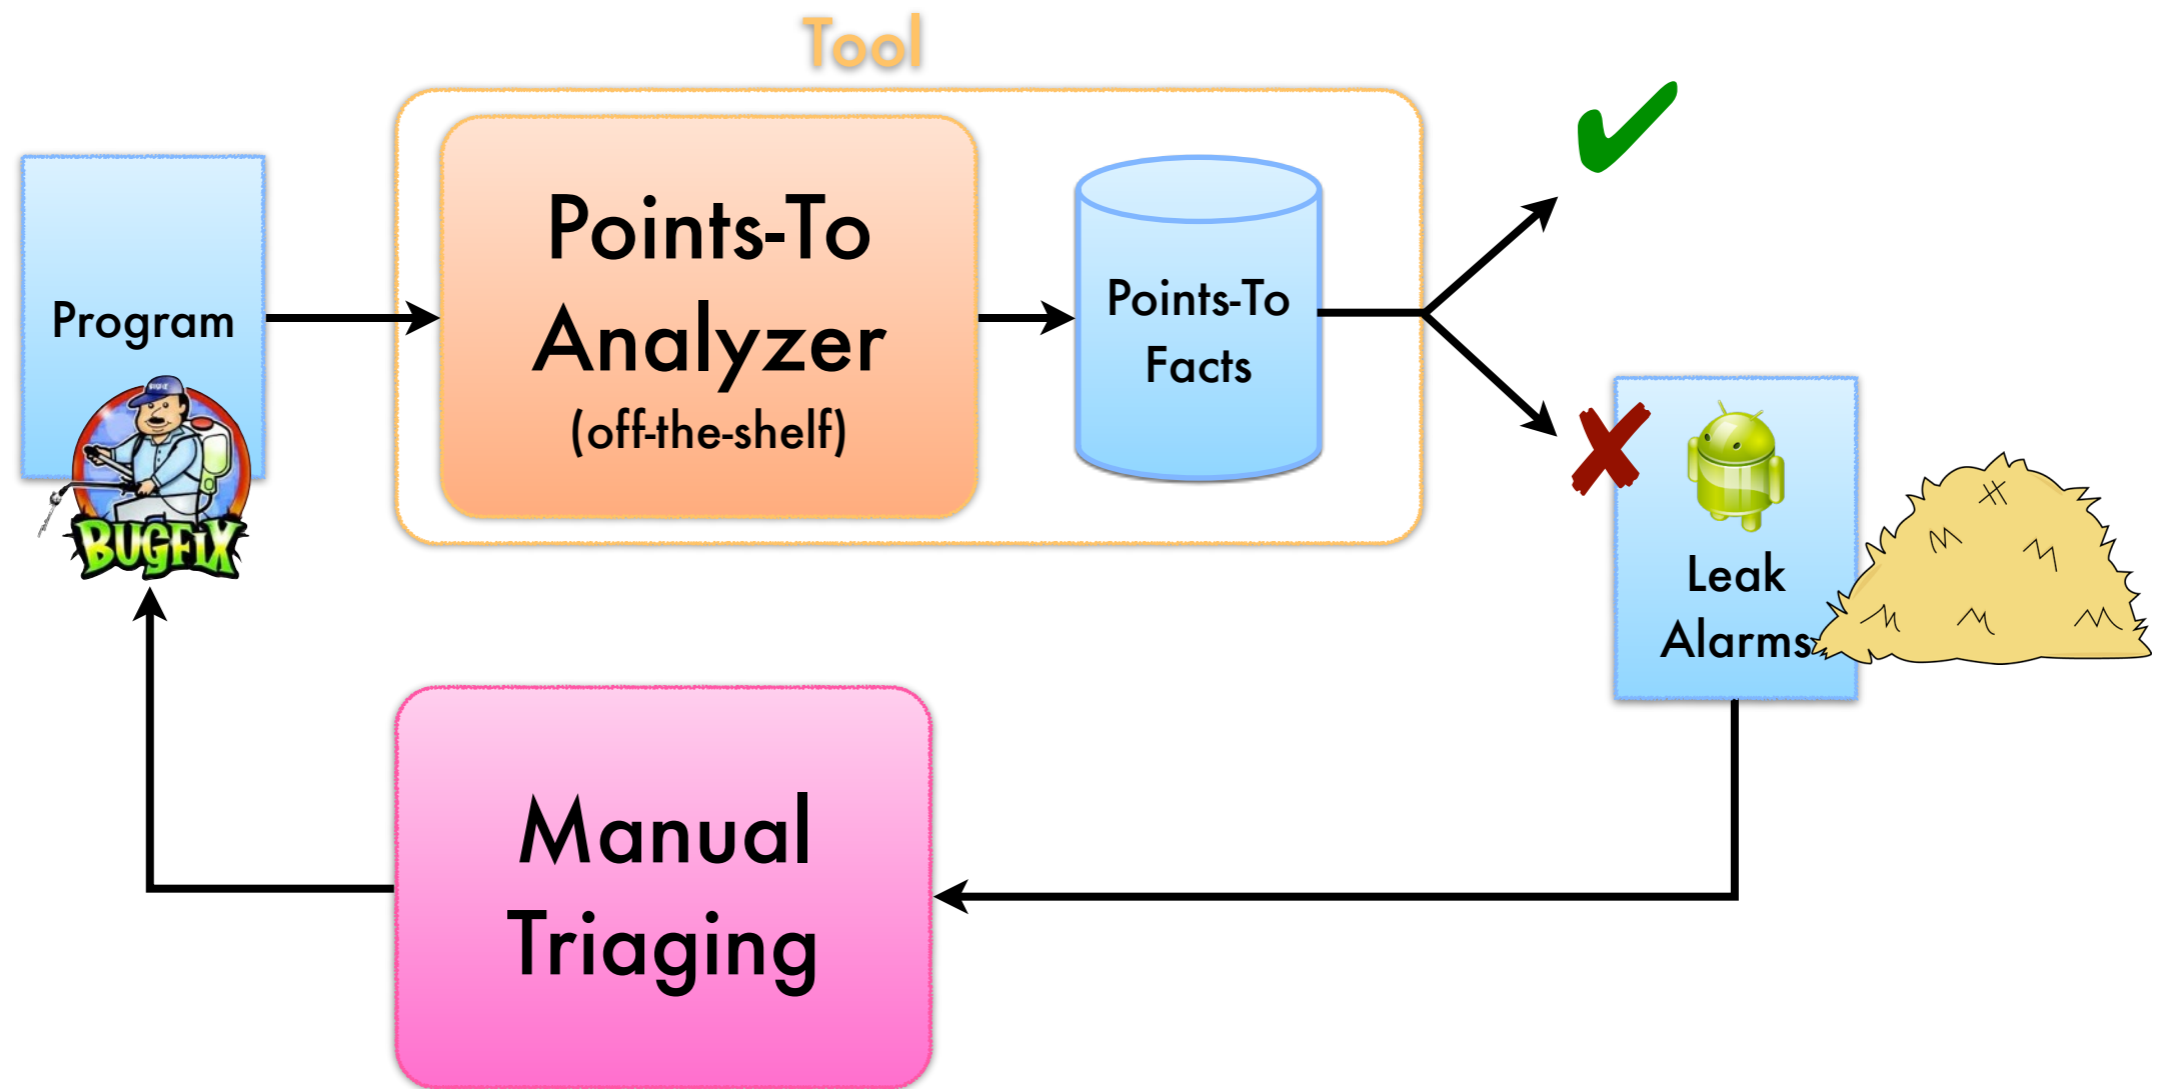 Tool
Program
BUGFIX
Points-To
Analyzer
(off-the-shelf)
Points-To
Facts
Leak
Alarms
Manual
Triaging